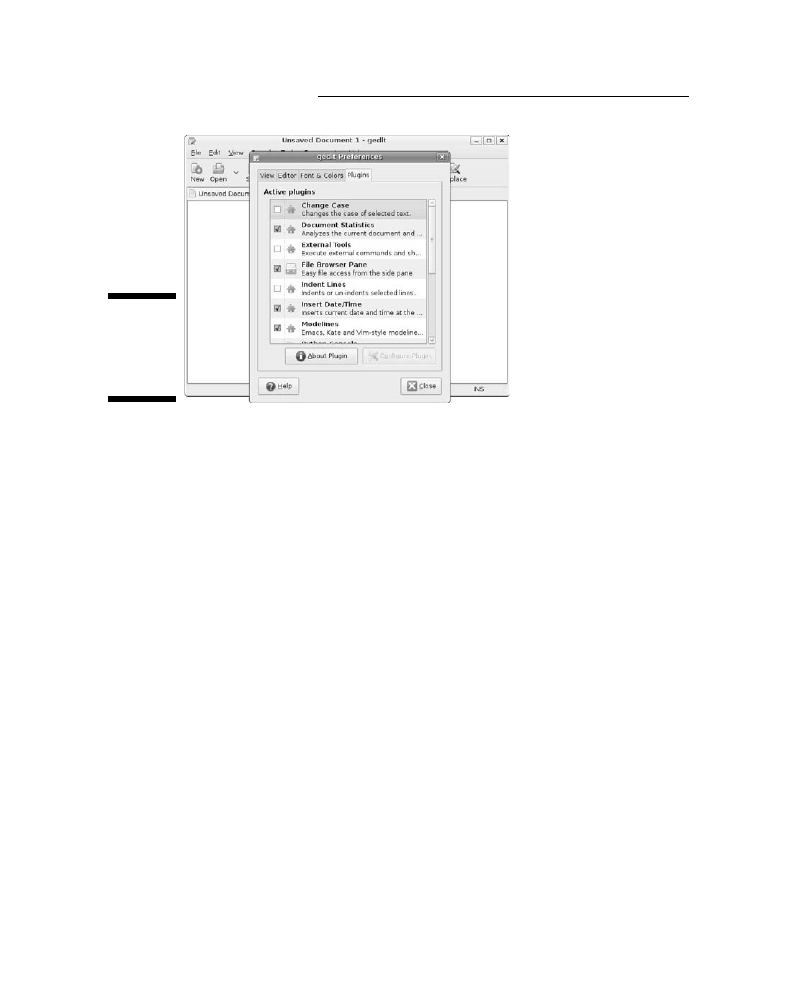 Unsaved Document 1 - gedit
File Edit View
gedit Preferences
New Open
place
Unsaved Docum
View Editor Font & Colors Plugins
Active plugins
Change Case
Changes the case of selected text.
Document Statistics
Analyzes the current document and ...
External Tools
Execute external commands and sh...
File Browser Pane
Easy file access from the side pane
Indent Lines
Indents or un-indents selected lines.
Insert Date/Time
Inserts current date and time at the ...
Modelines
Emacs, Kate and Vim-style modeline...
Python Console
About Plugin Configure Plugin
Help Close
INS